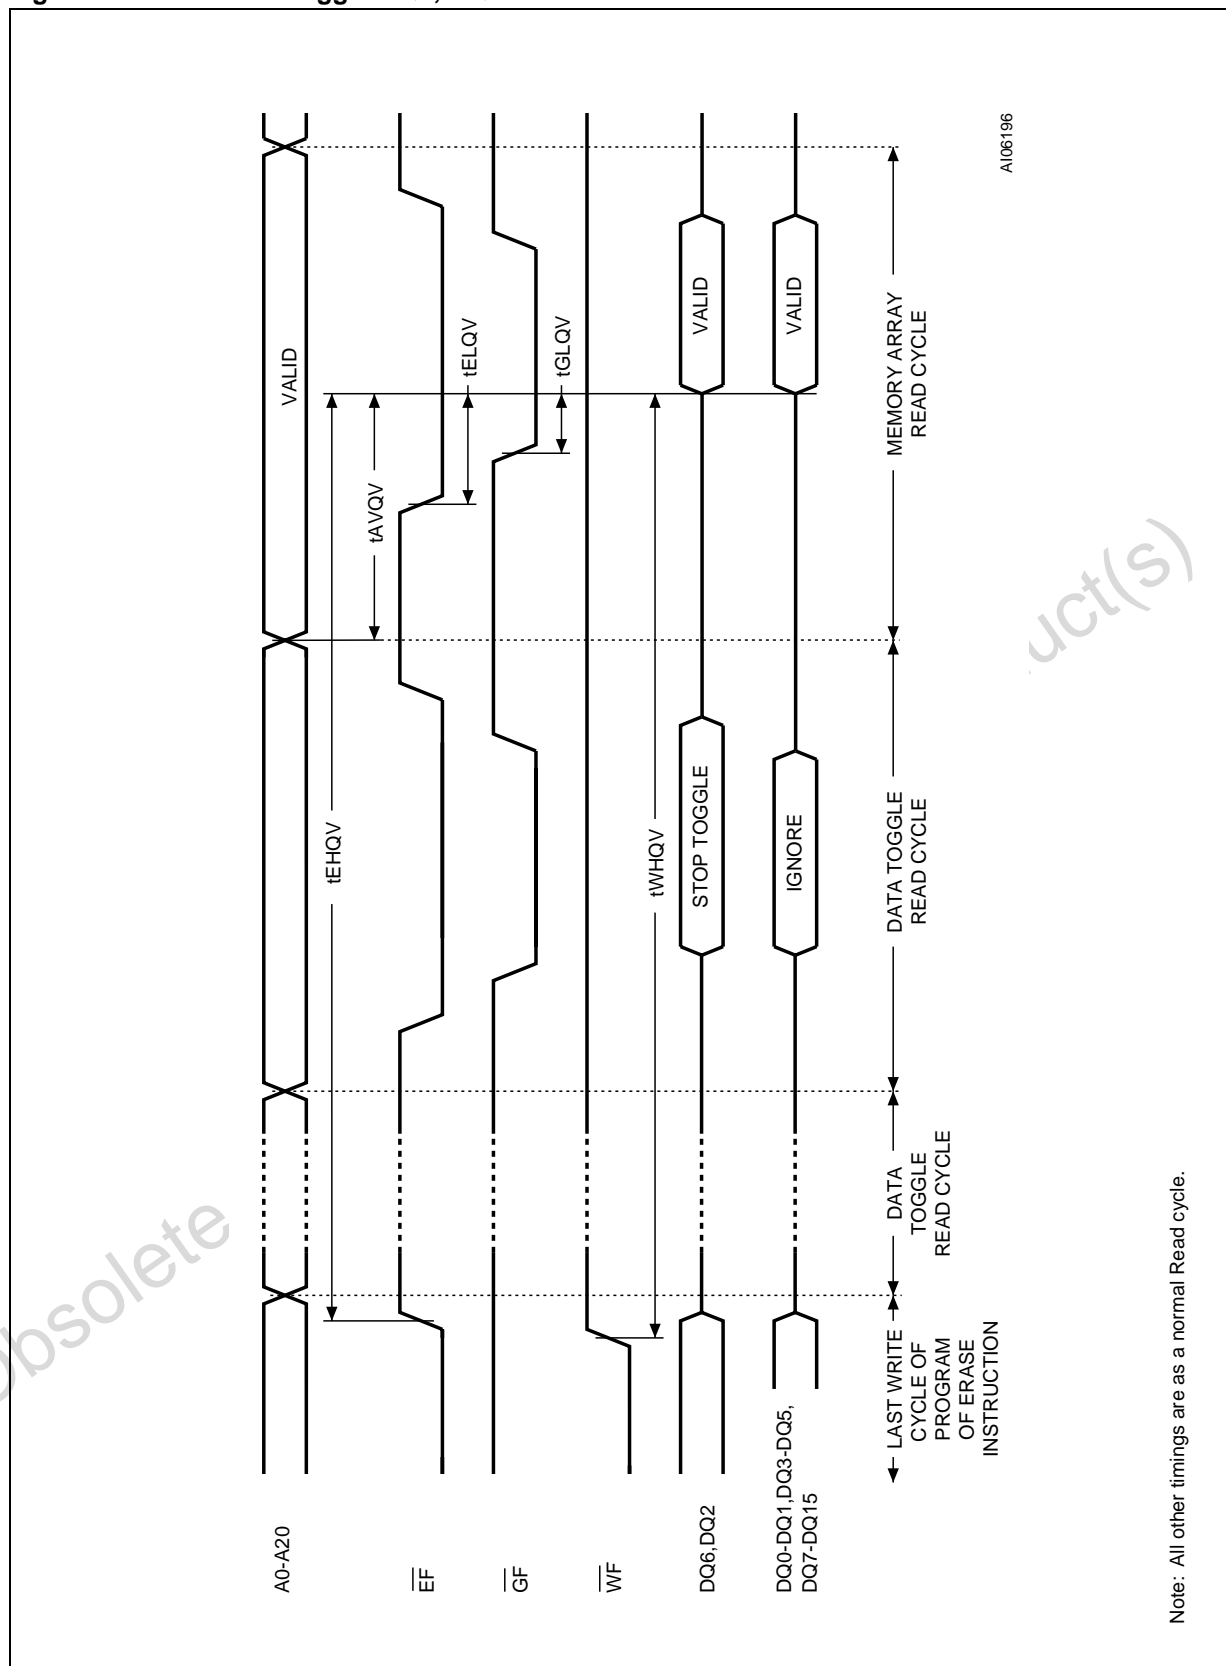 A0-A20
VALID
tEHQV
tAVQV
EF
tELQV
GF
tGLQV
WF
tWHQV
DQ6,DQ2
STOP TOGGLE
VALID
DQ0-DQ1,DQ3-DQ5,
DQ7-DQ15
IGNORE
VALID
LAST WRITE
CYCLE OF
PROGRAM
OF ERASE
INSTRUCTION
DATA
TOGGLE
READ CYCLE
DATA TOGGLE
READ CYCLE
MEMORY ARRAY
READ CYCLE
AI06196
Note: All other timings are as a normal Read cycle.